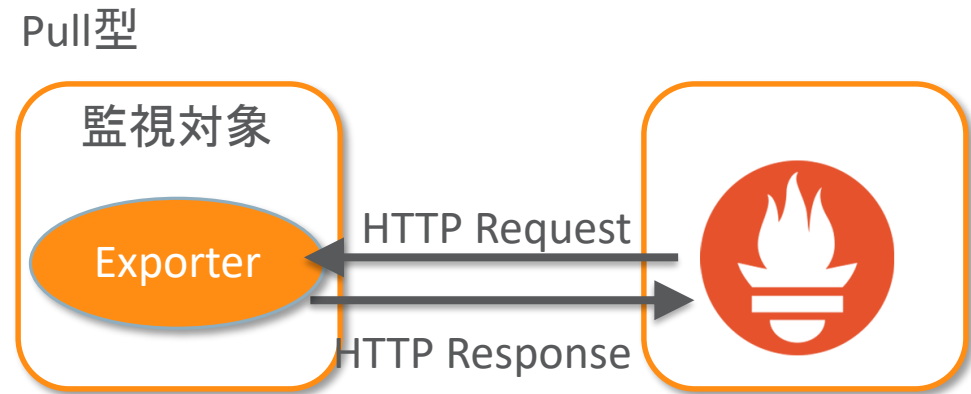 Pull型
監視対象
Exporter
HTTP Request
HTTP Response